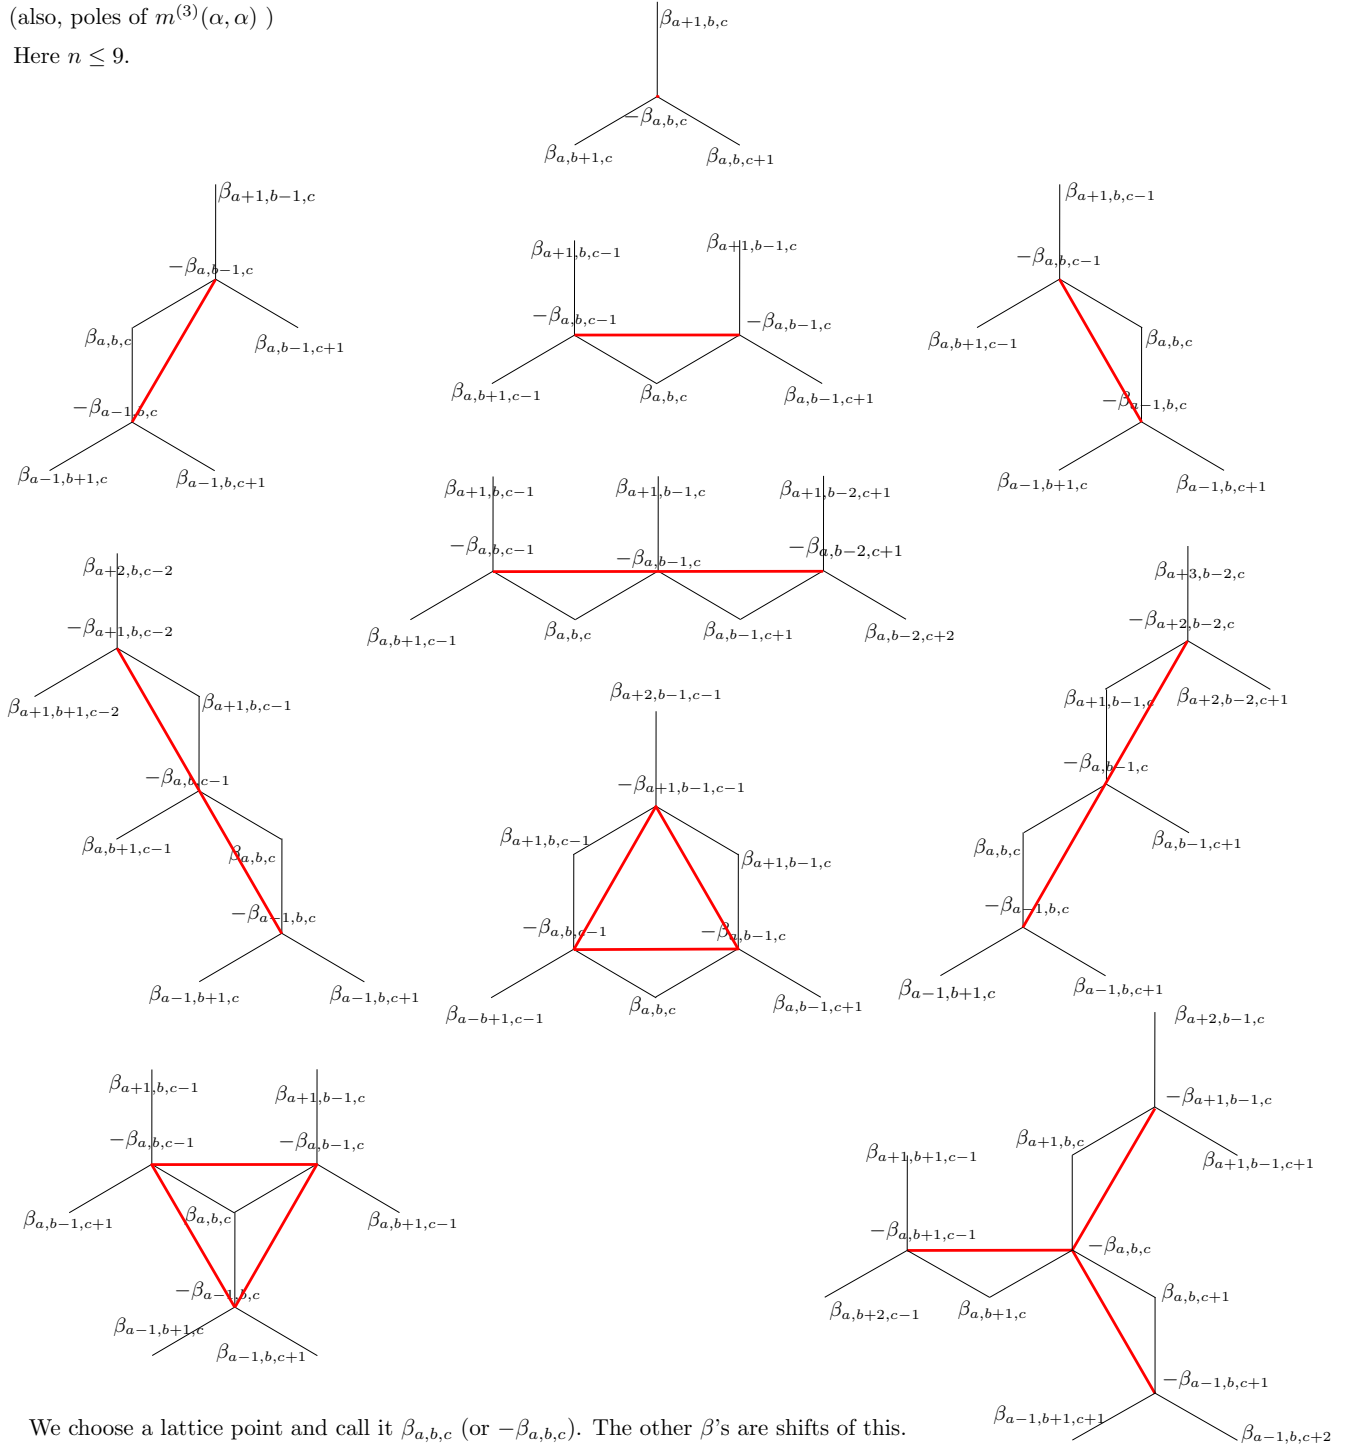 (also, poles of $m^{(3)}(\alpha,\alpha)$ )
Here $n \leq 9$.
$\beta_{a+1,b,c}$
$-\beta_{a,b,c}$
$\beta_{a,b+1,c}$ $\beta_{a,b,c+1}$
$\beta_{a+1,b-1,c}$
$-\beta_{a,b-1,c}$
$\beta_{a,b,c}$ $\beta_{a,b-1,c+1}$
$-\beta_{a-1,b,c}$
$\beta_{a-1,b+1,c}$ $\beta_{a-1,b,c+1}$
$\beta_{a+1,b,c-1}$ $\beta_{a+1,b-1,c}$
$-\beta_{a,b,c-1}$ $-\beta_{a,b-1,c}$
$\beta_{a,b+1,c-1}$ $\beta_{a,b,c}$ $\beta_{a,b-1,c+1}$
$\beta_{a+1,b,c-1}$
$-\beta_{a,b,c-1}$
$\beta_{a,b+1,c-1}$ $\beta_{a,b,c}$
$-\beta_{a-1,b,c}$
$\beta_{a-1,b+1,c}$ $\beta_{a-1,b,c+1}$
$\beta_{a+1,b,c-1}$ $\beta_{a+1,b-1,c}$ $\beta_{a+1,b-2,c+1}$
$-\beta_{a,b,c-1}$ $-\beta_{a,b-1,c}$ $-\beta_{a,b-2,c+1}$
$\beta_{a,b+1,c-1}$ $\beta_{a,b,c}$ $\beta_{a,b-1,c+1}$ $\beta_{a,b-2,c+2}$
$\beta_{a+2,b,c-2}$
$-\beta_{a+1,b,c-2}$
$\beta_{a+1,b+1,c-2}$ $\beta_{a+1,b,c-1}$
$-\beta_{a,b,c-1}$
$\beta_{a,b+1,c-1}$ $\beta_{a,b,c}$
$-\beta_{a-1,b,c}$
$\beta_{a-1,b+1,c}$ $\beta_{a-1,b,c+1}$
$\beta_{a+2,b-1,c-1}$
$-\beta_{a+1,b-1,c-1}$
$\beta_{a+1,b,c-1}$ $\beta_{a+1,b-1,c}$
$-\beta_{a,b,c-1}$ $-\beta_{a,b-1,c}$
$\beta_{a-b+1,c-1}$ $\beta_{a,b,c}$ $\beta_{a,b-1,c+1}$
$\beta_{a+3,b-2,c}$
$-\beta_{a+2,b-2,c}$
$\beta_{a+1,b-1,c}$ $\beta_{a+2,b-2,c+1}$
$-\beta_{a,b-1,c}$
$\beta_{a,b,c}$ $\beta_{a,b-1,c+1}$
$-\beta_{a-1,b,c}$
$\beta_{a-1,b+1,c}$ $\beta_{a-1,b,c+1}$
$\beta_{a+1,b,c-1}$ $\beta_{a+1,b-1,c}$
$-\beta_{a,b,c-1}$ $-\beta_{a,b-1,c}$
$\beta_{a,b-1,c+1}$ $\beta_{a,b,c}$ $\beta_{a,b+1,c-1}$
$-\beta_{a-1,b,c}$
$\beta_{a-1,b+1,c}$
$\beta_{a-1,b,c+1}$
$\beta_{a+2,b-1,c}$
$-\beta_{a+1,b-1,c}$
$\beta_{a+1,b+1,c-1}$ $\beta_{a+1,b,c}$ $\beta_{a+1,b-1,c+1}$
$-\beta_{a,b+1,c-1}$ $-\beta_{a,b,c}$
$\beta_{a,b+2,c-1}$ $\beta_{a,b+1,c}$ $\beta_{a,b,c+1}$
$-\beta_{a-1,b,c+1}$
$\beta_{a-1,b+1,c+1}$ $\beta_{a-1,b,c+2}$
We choose a lattice point and call it $\beta_{a,b,c}$ (or $-\beta_{a,b,c}$). The other $\beta$'s are shifts of this.